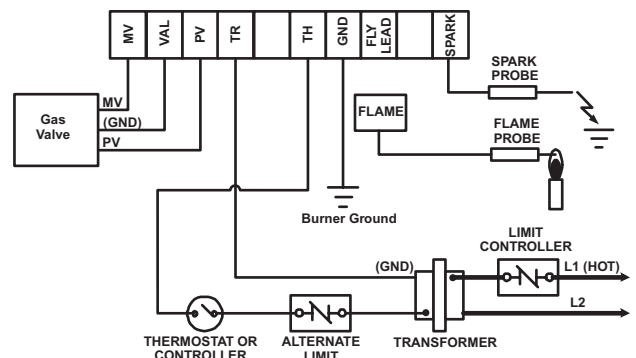 MV
VAL
PV
TR
TH
GND
FLY
LEAD
SPARK
SPARK
PROBE
Gas
Valve
MV
(GND)
PV
FLAME
FLAME
PROBE
Burner Ground
LIMIT
CONTROLLER
(GND)
L1 (HOT)
L2
THERMOSTAT OR
CONTROLLER
ALTERNATE
LIMIT
TRANSFORMER